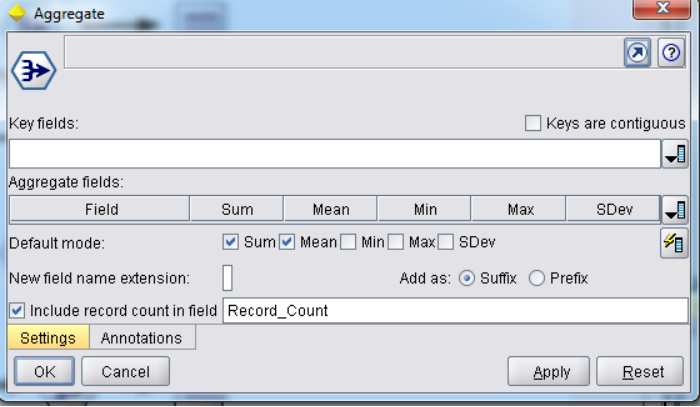 Aggregate
?
Key fields:
Keys are contiguous
Aggregate fields:
Field Sum Mean Min Max SDev
Default mode: Sum Mean Min Max SDev
New field name extension: Add as: Suffix Prefix
Include record count in field Record_Count
Settings Annotations
OK Cancel Apply Reset